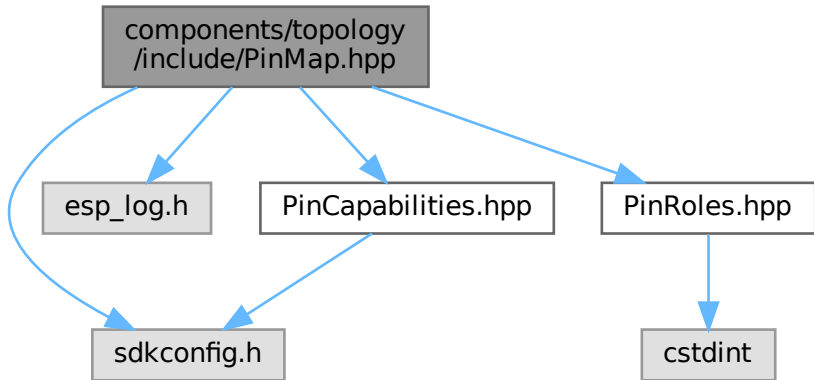 components/topology
/include/PinMap.hpp
esp_log.h
PinCapabilities.hpp
PinRoles.hpp
sdkconfig.h
cstdint